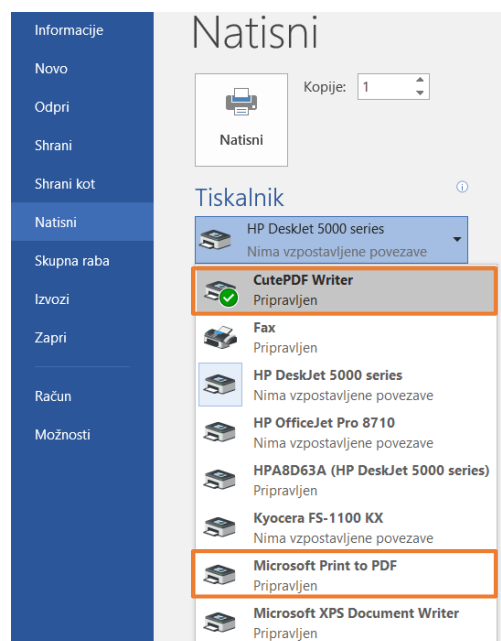 Informacije
Novo
Odpri
Shrani
Shrani kot
Natisni
Skupna raba
Izvozi
Zapri
Račun
Možnosti
Natisni
Kopije: 1
Natisni
Tiskalnik
HP DeskJet 5000 series
Nima vzpostavljene povezave
CutePDF Writer
Pripravljen
Fax
Pripravljen
HP DeskJet 5000 series
Nima vzpostavljene povezave
HP OfficeJet Pro 8710
Nima vzpostavljene povezave
HPA8D63A (HP DeskJet 5000 series)
Pripravljen
Kyocera FS-1100 KX
Nima vzpostavljene povezave
Microsoft Print to PDF
Pripravljen
Microsoft XPS Document Writer
Pripravljen